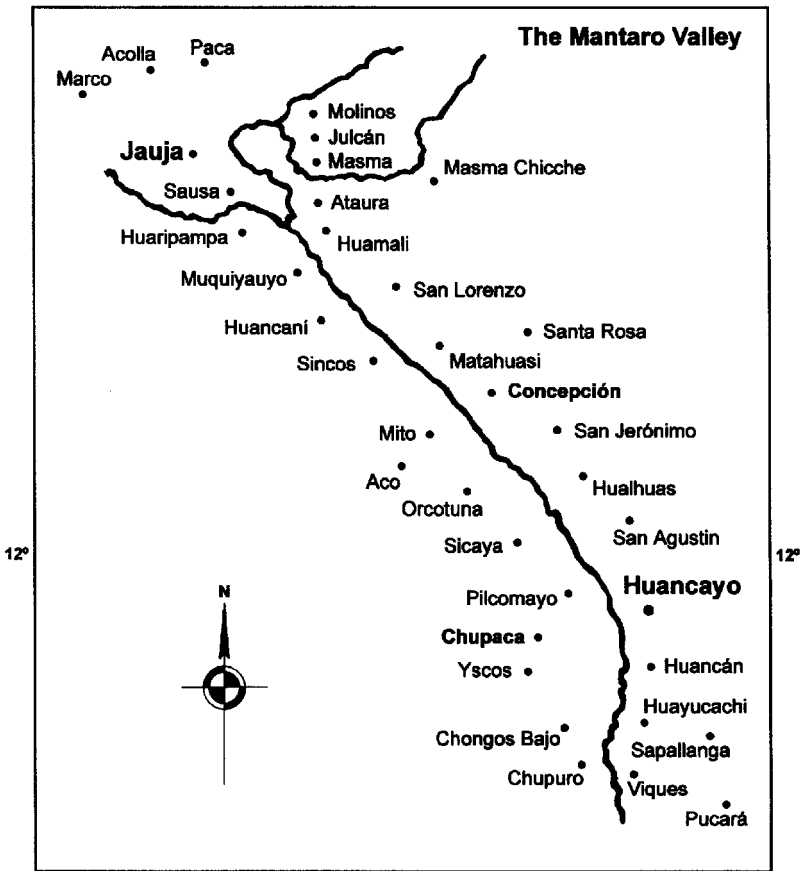 The Mantaro Valley
Paca
Acolla
Marco
Molinos
Julcán
Jauja
Masma
Masma Chicche
Sausa
Ataura
Huaripampa
Huamali
Muquiyauyo
San Lorenzo
Huancaní
Santa Rosa
Sincos
Matahuasi
Concepción
Mito
San Jerónimo
Aco
Hualhuas
Orcotuna
San Agustin
Sicaya
12º
12º
Huancayo
N
Pilcomayo
Chupaca
Yscos
Huancán
Huayucachi
Chongos Bajo
Sapallanga
Chupuro
Viques
Pucará